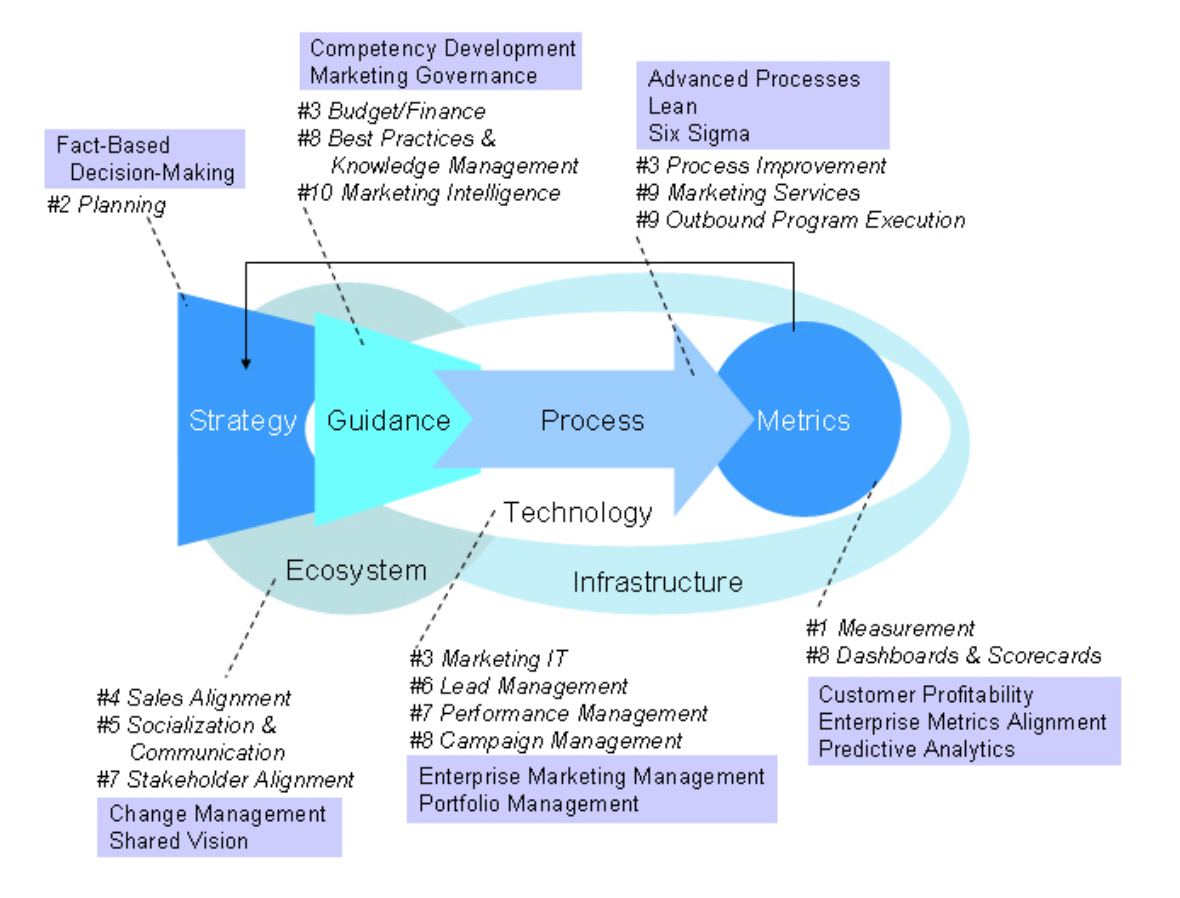 Competency Development
Marketing Governance
#3 Budget/Finance
#8 Best Practices &
Knowledge Management
#10 Marketing Intelligence
Advanced Processes
Lean
Six Sigma
#3 Process Improvement
#9 Marketing Services
#9 Outbound Program Execution
Fact-Based
Decision-Making
#2 Planning
Strategy
Guidance
Process
Metrics
Technology
Ecosystem
Infrastructure
#4 Sales Alignment
#5 Socialization &
Communication
#7 Stakeholder Alignment
Change Management
Shared Vision
#3 Marketing IT
#6 Lead Management
#7 Performance Management
#8 Campaign Management
Enterprise Marketing Management
Portfolio Management
#1 Measurement
#8 Dashboards & Scorecards
Customer Profitability
Enterprise Metrics Alignment
Predictive Analytics